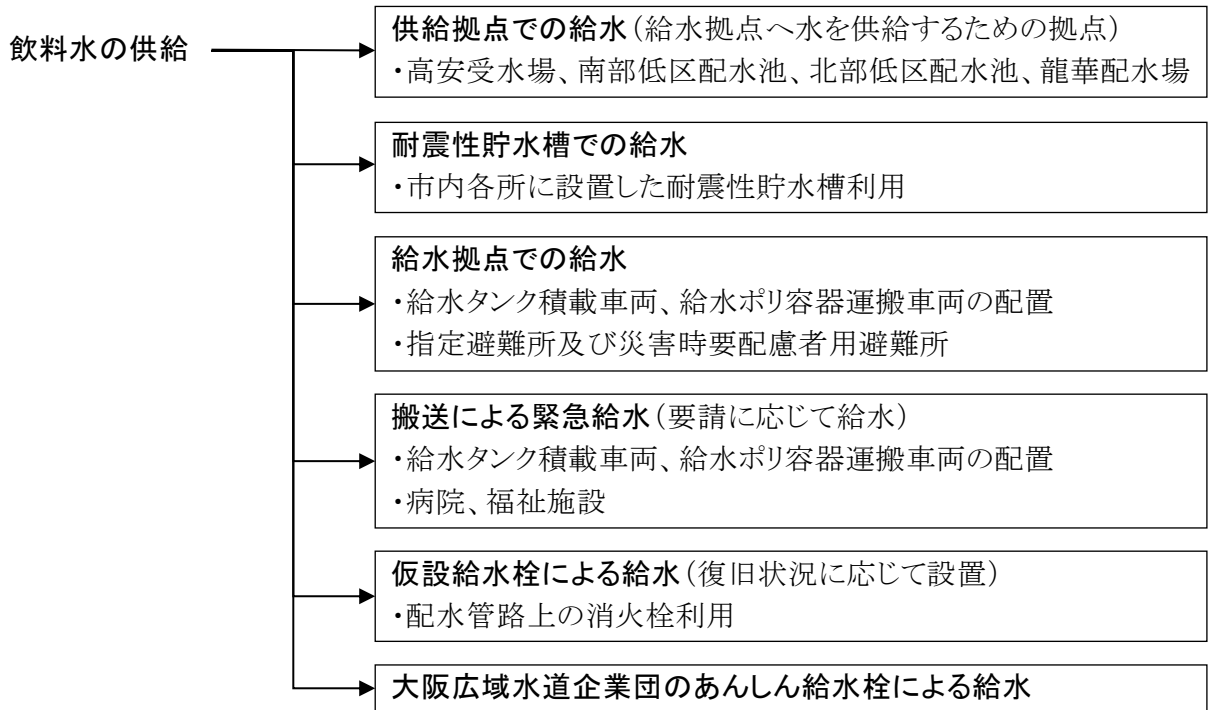 飲料水の供給
供給拠点での給水(給水拠点へ水を供給するための拠点)
・高安受水場、南部低区配水池、北部低区配水池、龍華配水場
耐震性貯水槽での給水
・市内各所に設置した耐震性貯水槽利用
給水拠点での給水
・給水タンク積載車両、給水ポリ容器運搬車両の配置
・指定避難所及び災害時要配慮者用避難所
搬送による緊急給水(要請に応じて給水)
・給水タンク積載車両、給水ポリ容器運搬車両の配置
・病院、福祉施設
仮設給水栓による給水(復旧状況に応じて設置)
・配水管路上の消火栓利用
大阪広域水道企業団のあんしん給水栓による給水